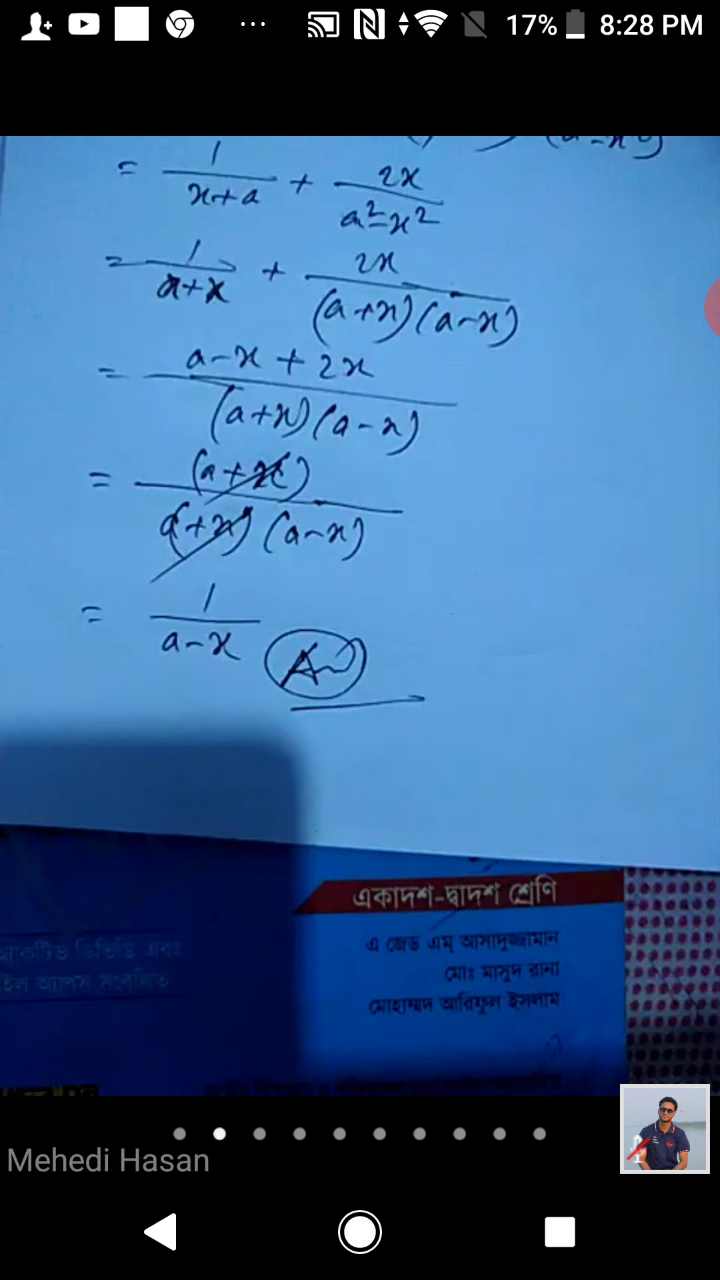 17% 8:28 PM
= 1/(x+a) + 2x/(a²-x²)
= 1/(a+x) + 2x/((a+x)(a-x))
= (a-x+2x)/((a+x)(a-x))
= (a+x)/((a+x)(a-x))
= 1/(a-x)
একাদশ-দ্বাদশ শ্রেণি
এ জেড এম্ আসাদুজ্জামান
মোঃ মাসুদ রানা
মোহাম্মদ আরিফুল ইসলাম
Mehedi Hasan